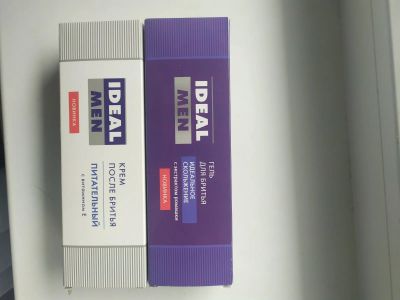 IDEAL
MEN
НОВИНКА
КРЕМ
ПОСЛЕ БРИТЬЯ
ПИТАТЕЛЬНЫЙ
с витамином Е
IDEAL
MEN
ГЕЛЬ
ДЛЯ БРИТЬЯ
ИДЕАЛЬНОЕ
СКОЛЬЖЕНИЕ
с экстрактом ромашки
НОВИНКА